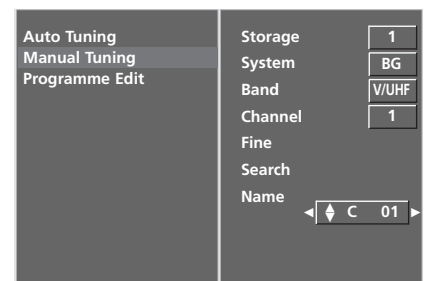 Auto Tuning
Manual Tuning
Programme Edit
Storage 1
System BG
Band V/UHF
Channel 1
Fine
Search
Name
C 01